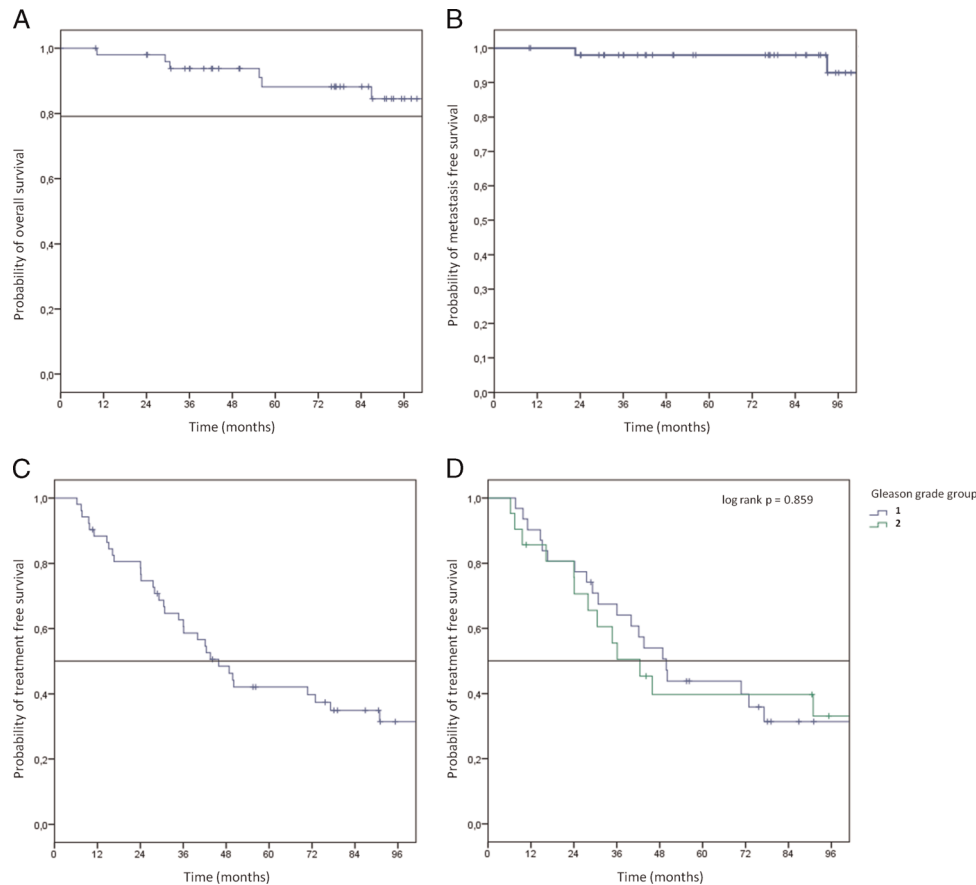 A
Probability of overall survival
1,0
0,8
0,6
0,4
0,2
0,0
0 12 24 36 48 60 72 84 96
Time (months)
B
Probability of metastasis free survival
1,0
0,9
0,8
0,7
0,6
0,5
0,4
0,3
0,2
0,1
0,0
0 12 24 36 48 60 72 84 96
Time (months)
C
Probability of treatment free survival
1,0
0,8
0,6
0,4
0,2
0,0
0 12 24 36 48 60 72 84 96
Time (months)
D
Probability of treatment free survival
1,0
0,8
0,6
0,4
0,2
0,0
0 12 24 36 48 60 72 84 96
Time (months)
log rank p = 0.859
Gleason grade group
1
2